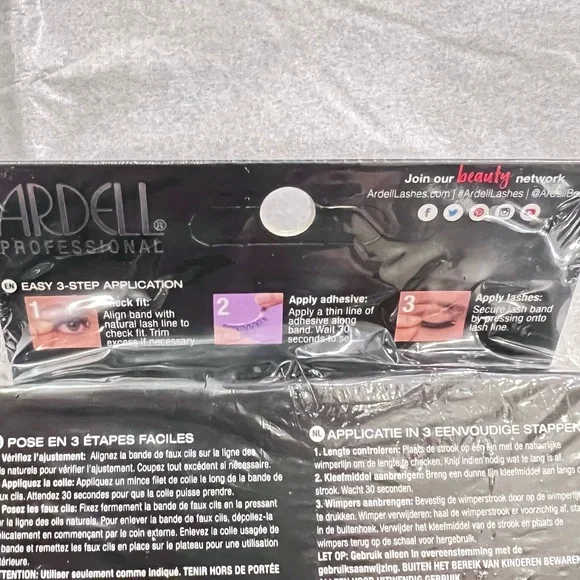 ARDELL®
PROFESSIONAL
Join our beauty network
ArdellLashes.com | #ArdellLashes |
EN EASY 3-STEP APPLICATION
1
Check fit:
Align band with
natural lash line to
check fit. Trim
excess if necessary.
2
Apply adhesive:
Apply a thin line of
adhesive along
band. Wait 30
seconds to set.
3
Apply lashes:
Secure lash band
by pressing onto
lash line.
POSE EN 3 ÉTAPES FACILES
Vérifiez l'ajustement: Alignez la bande de faux cils sur la ligne des
ls naturels pour vérifier l'ajustement. Coupez tout excédent si nécessaire.
Appliquez la colle: Appliquez un mince filet de colle le long de la bande de
ux cils. Attendez 30 secondes pour que la colle puisse prendre.
Posez les faux cils: Fixez fermement la bande de faux cils en la pressant
r la ligne des cils naturels. Pour enlever la bande de faux cils, décollez-la
élicatement en commençant par le coin externe. Enlevez la colle usagée de
bande et remettez les faux cils en place sur le plateau pour une utilisation
térieure.
TTENTION: Utiliser seulement comme indiqué. TENIR HORS DE PORTÉE
NL APPLICATIE IN 3 EENVOUDIGE STAPPEN
1. Lengte controleren: Plaats de strook op één lijn met de natuurlijke
wimperlijn om de lengte te checken. Knip indien nodig wat te lang is af.
2. Kleefmiddel aanbrengen: Breng een dunne lijn kleefmiddel aan langs d
strook. Wacht 30 seconden.
3. Wimpers aanbrengen: Bevestig de wimperstrook door op de wimperlijn
te drukken. Wimper verwijderen: haal de wimperstrook er voorzichtig af, sta
in de buitenhoek. Verwijder het kleefmiddel van de strook en plaats de
wimpers terug op de schaal voor hergebruik.
LET OP: Gebruik alleen in overeenstemming met de
gebruiksaanwijzing. BUITEN HET BEREIK VAN KINDEREN BEWAREN
VOOR UITWENDIG GEBRUIK